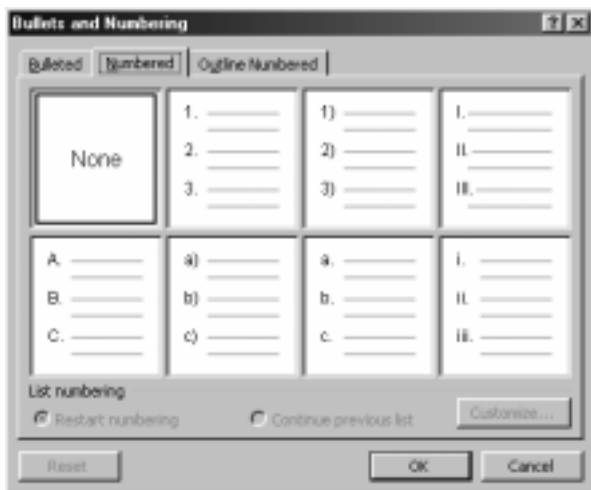 Bullets and Numbering
Bulleted Numbered Outline Numbered
None
1.
2.
3.
1)
2)
3)
I.
II.
III.
A.
B.
C.
a)
b)
c)
a.
b.
c.
i.
ii.
iii.
List numbering
Restart numbering Continue previous list Customize...
Reset OK Cancel